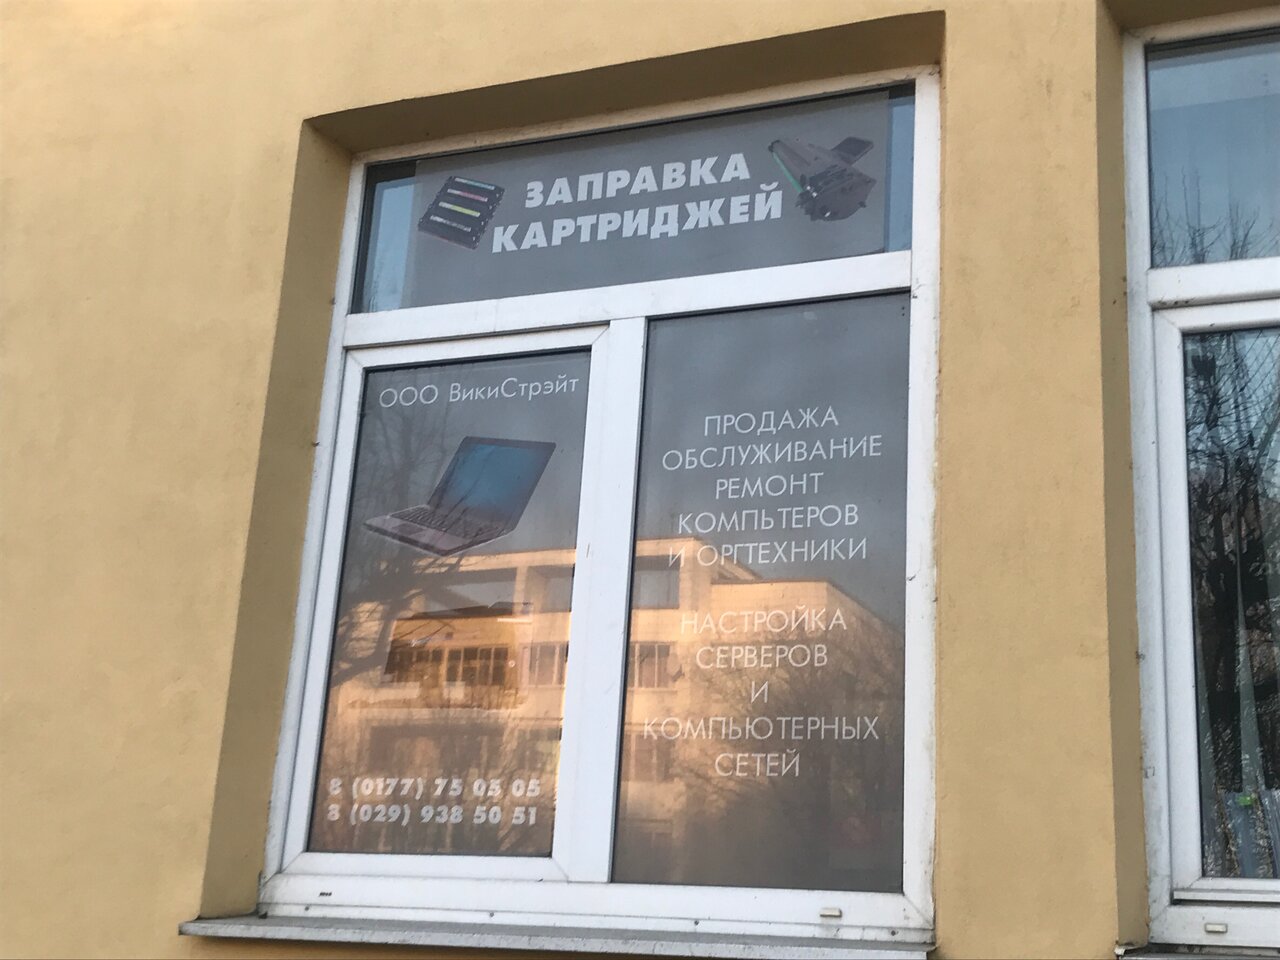 ЗАПРАВКА
КАРТРИДЖЕЙ
ООО ВикиСтрэйт
8 (0177) 75 05 05
8 (029) 938 50 51
ПРОДАЖА
ОБСЛУЖИВАНИЕ
РЕМОНТ
КОМПЬТЕРОВ
И ОРГТЕХНИКИ
НАСТРОЙКА
СЕРВЕРОВ
И
КОМПЬЮТЕРНЫХ
СЕТЕЙ